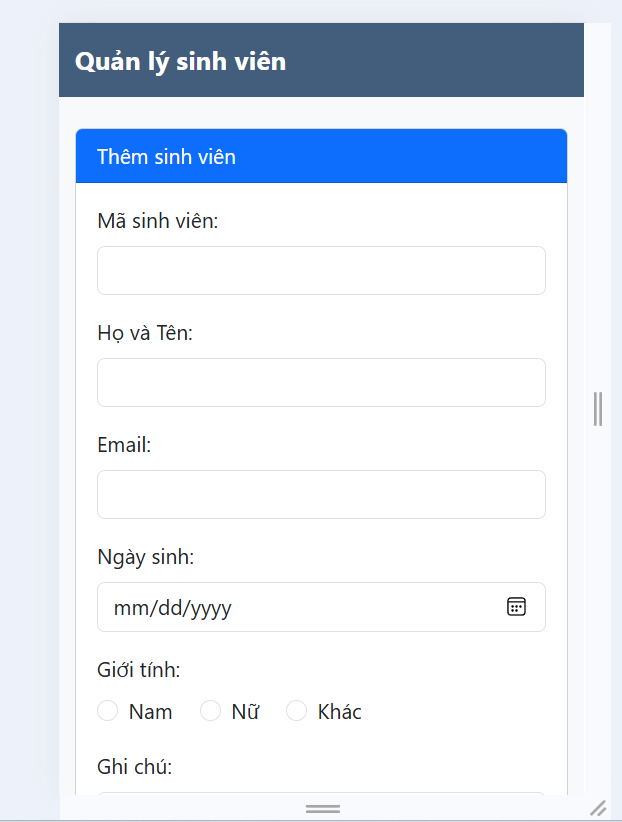 Quản lý sinh viên
Thêm sinh viên
Mã sinh viên:
Họ và Tên:
Email:
Ngày sinh:
mm/dd/yyyy
Giới tính:
Nam Nữ Khác
Ghi chú: